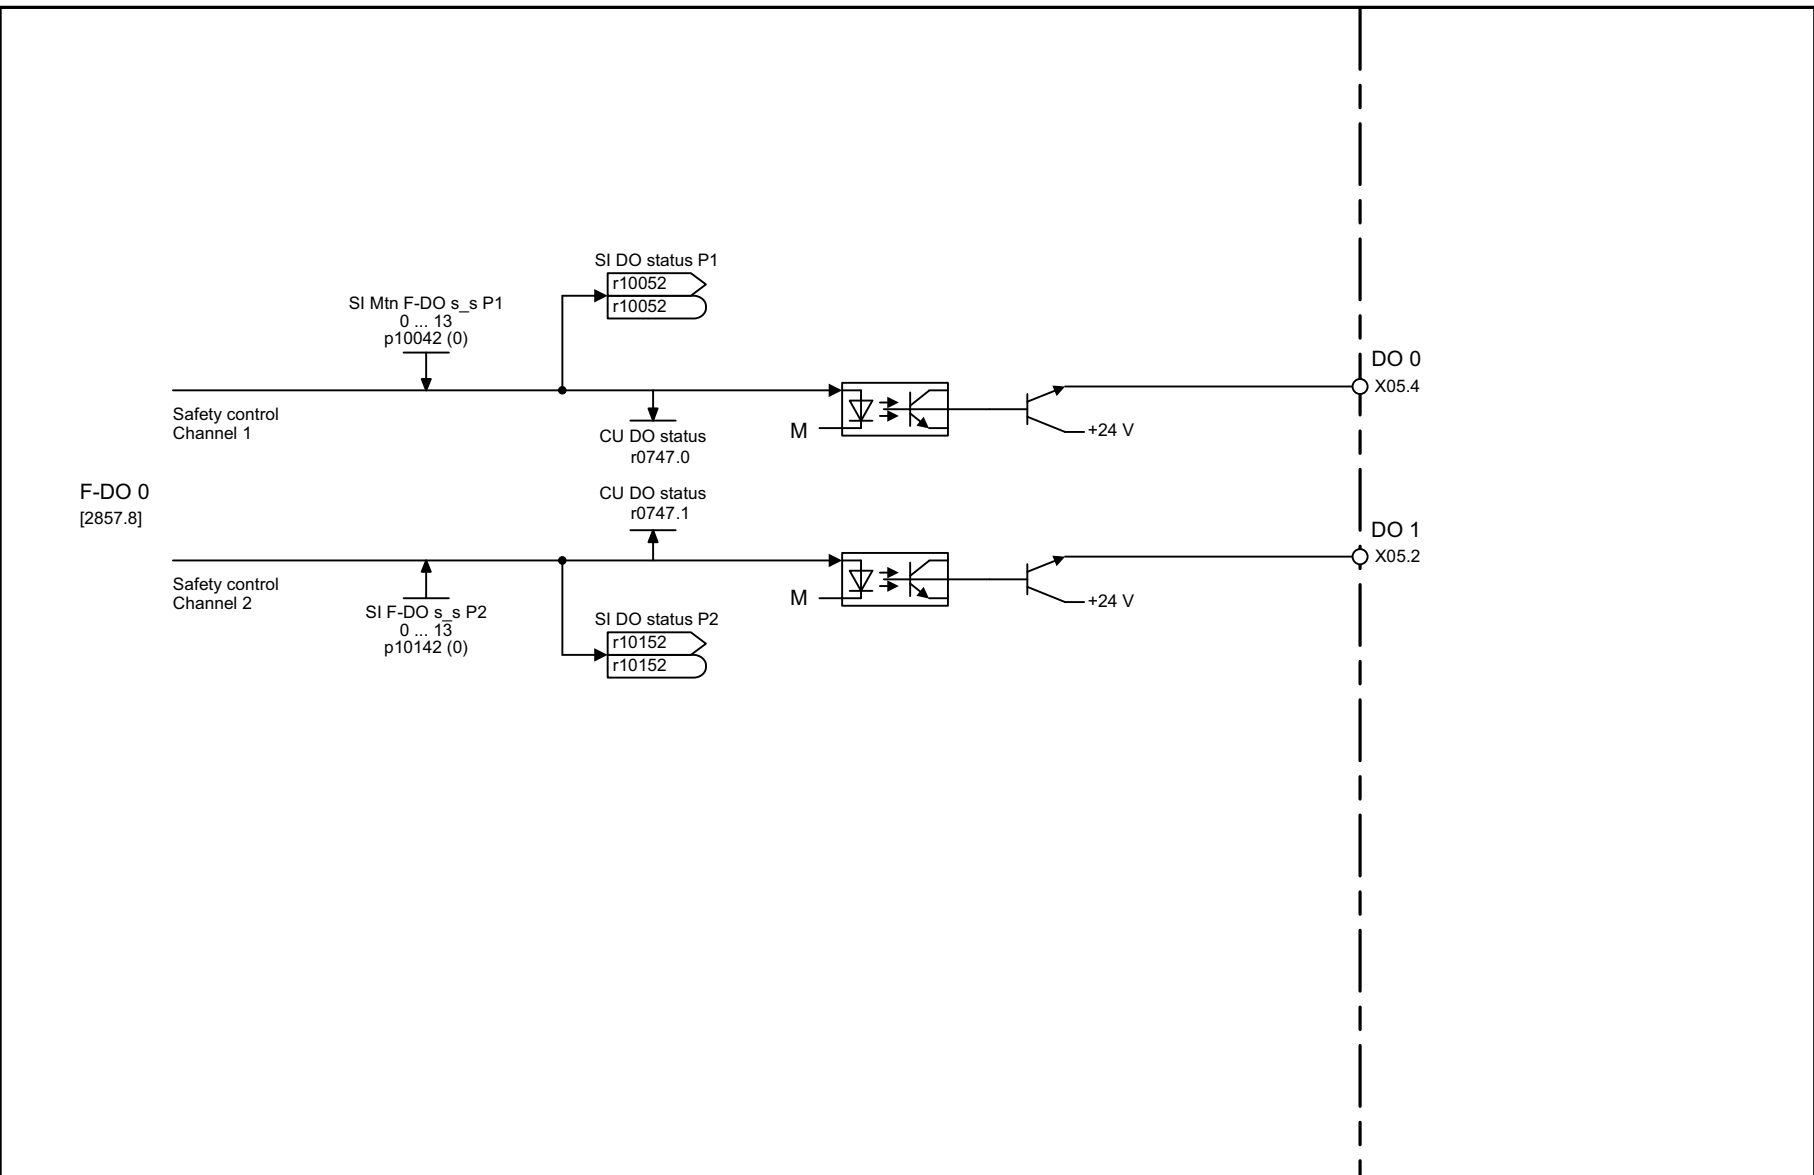 SI DO status P1
r10052
r10052
SI Mtn F-DO s_s P1
0 ... 13
p10042 (0)
DO 0
X05.4
Safety control
Channel 1
M
+24 V
CU DO status
r0747.0
F-DO 0
[2857.8]
CU DO status
r0747.1
DO 1
X05.2
Safety control
Channel 2
M
+24 V
SI F-DO s_s P2
0 ... 13
p10142 (0)
SI DO status P2
r10152
r10152